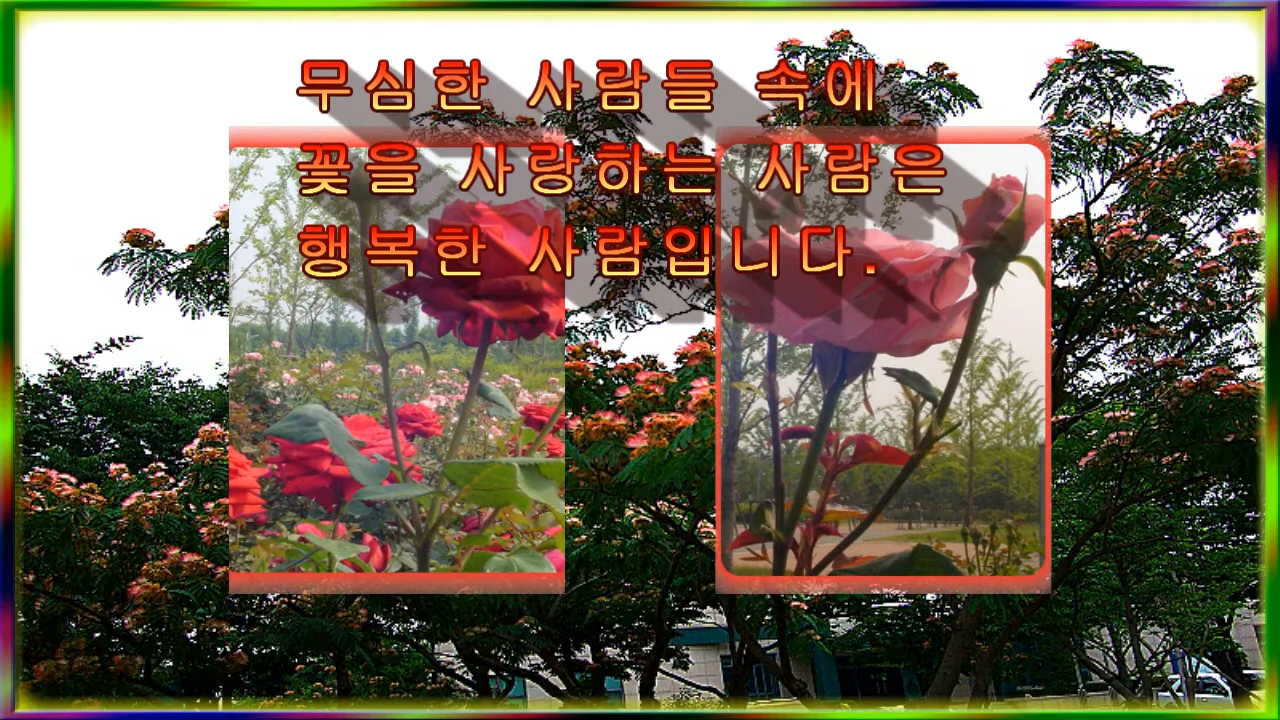 무심한 사람들 속에
꽃을 사랑하는 사람은
행복한 사람입니다.